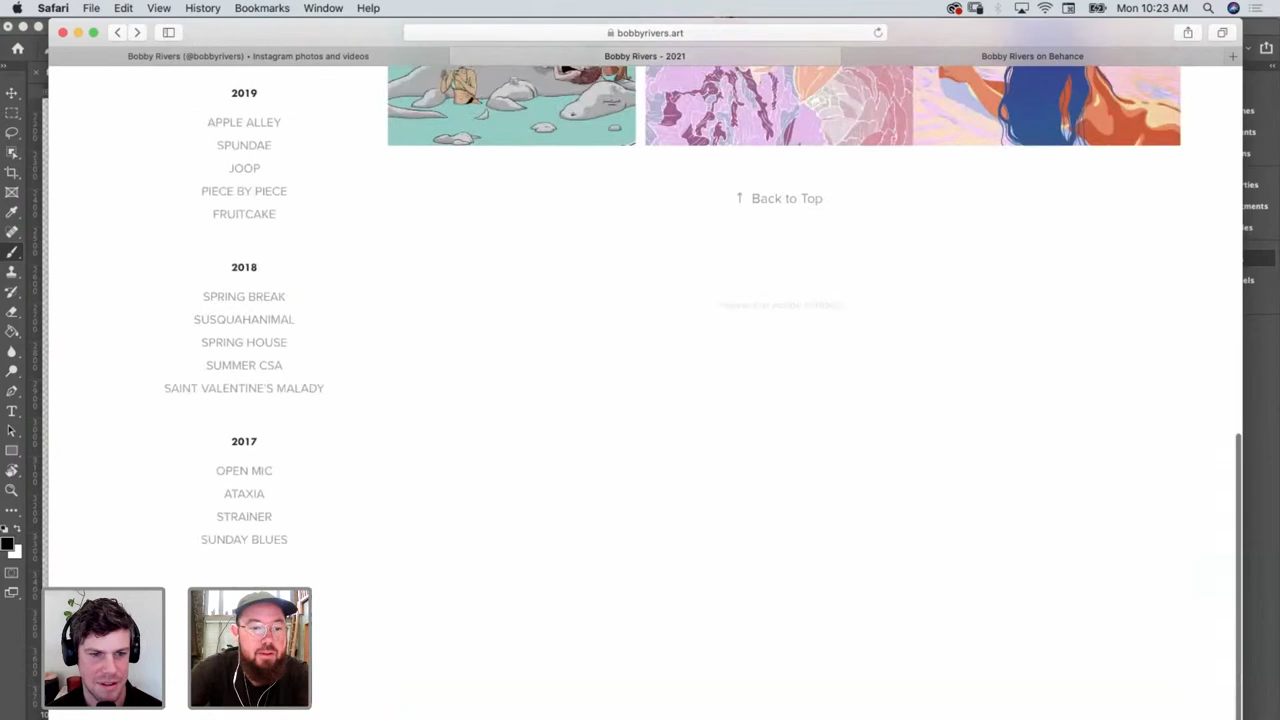 Safari File Edit View History Bookmarks Window Help
Mon 10:23 AM
bobbyrivers.art
Bobby Rivers (@bobbyrivers) • Instagram photos and videos
Bobby Rivers - 2021
Bobby Rivers on Behance
2019
APPLE ALLEY
SPUNDAE
JOOP
PIECE BY PIECE
FRUITCAKE
↑ Back to Top
2018
SPRING BREAK
SUSQUAHANIMAL
SPRING HOUSE
SUMMER CSA
SAINT VALENTINE'S MALADY
2017
OPEN MIC
ATAXIA
STRAINER
SUNDAY BLUES